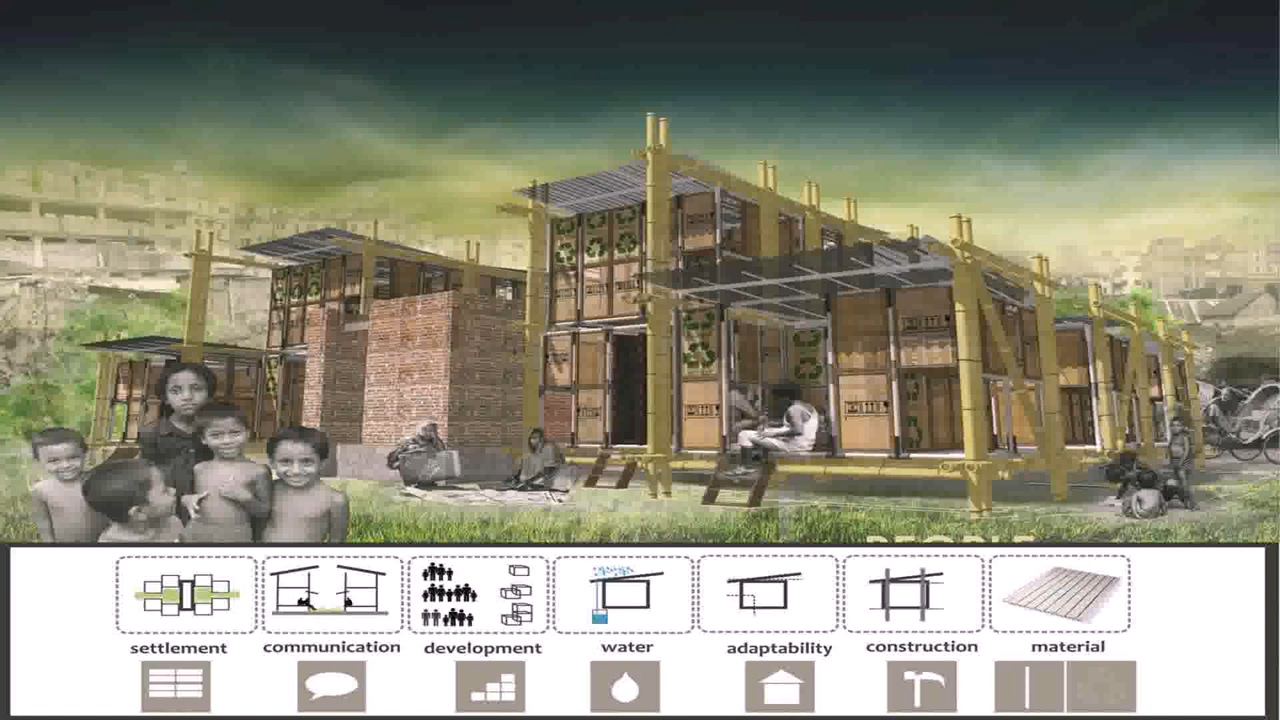 settlement
communication
development
water
adaptability
construction
material